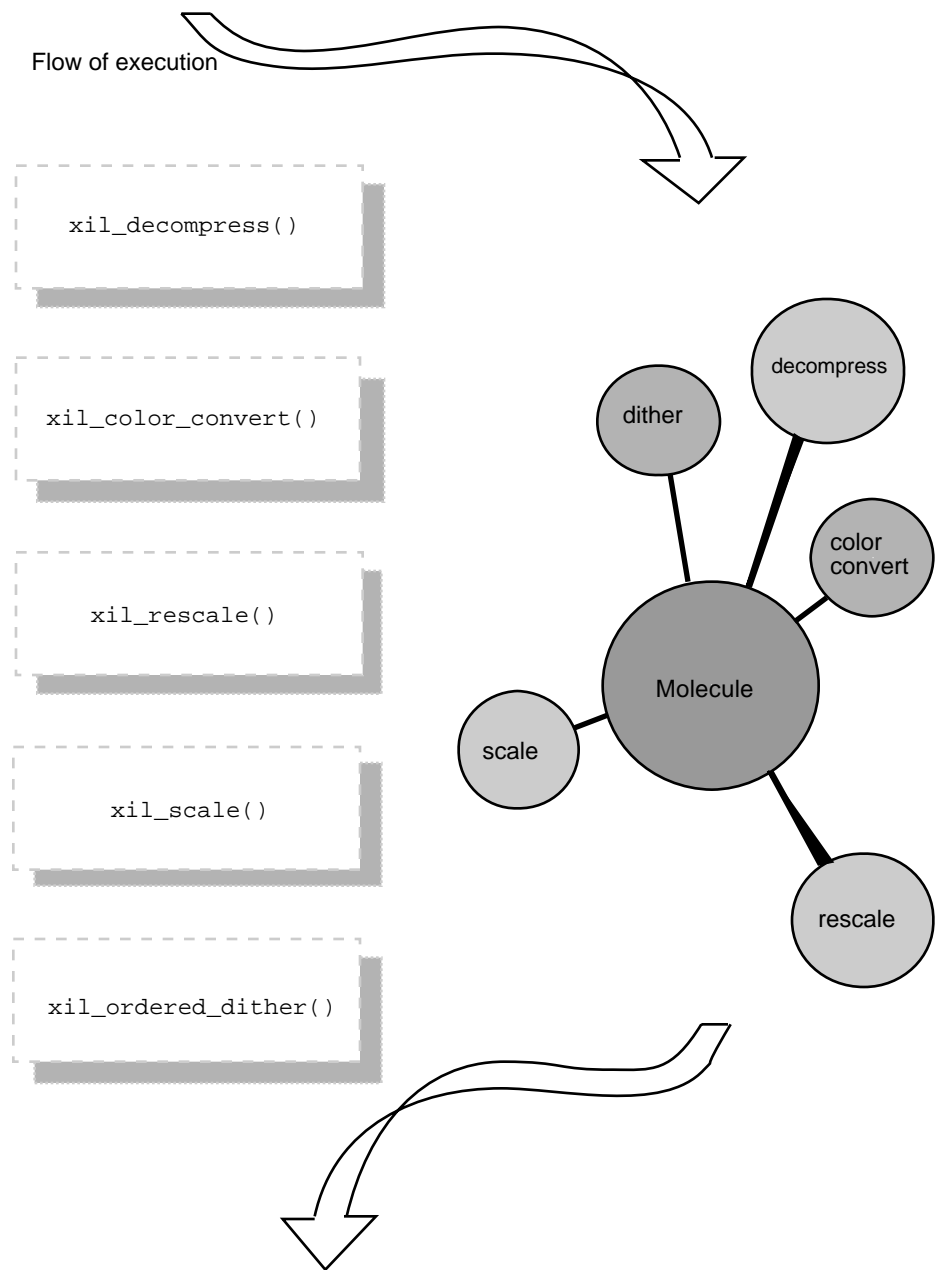 Flow of execution
xil_decompress()
xil_color_convert()
xil_rescale()
xil_scale()
xil_ordered_dither()
decompress
dither
color
convert
Molecule
scale
rescale